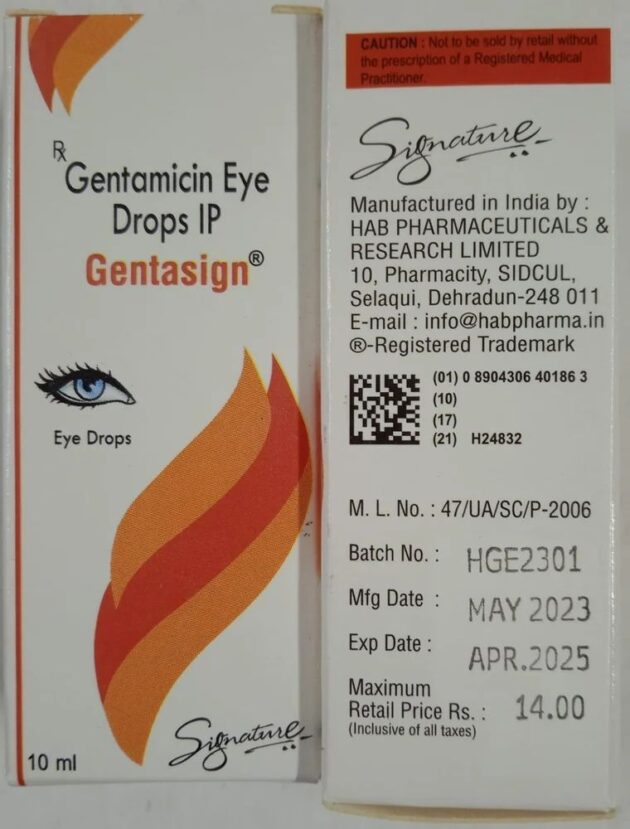 Rx
Gentamicin Eye
Drops IP
Gentasign®
Eye Drops
Signature
10 ml
CAUTION : Not to be sold by retail without
the prescription of a Registered Medical
Practitioner.
Signature
Manufactured in India by :
HAB PHARMACEUTICALS &
RESEARCH LIMITED
10, Pharmacity, SIDCUL,
Selaqui, Dehradun-248 011
E-mail : info@habpharma.in
®-Registered Trademark
(01) 0 8904306 40186 3
(10)
(17)
(21) H24832
M. L. No. : 47/UA/SC/P-2006
Batch No. : HGE2301
Mfg Date : MAY 2023
Exp Date : APR.2025
Maximum
Retail Price Rs. : 14.00
(Inclusive of all taxes)